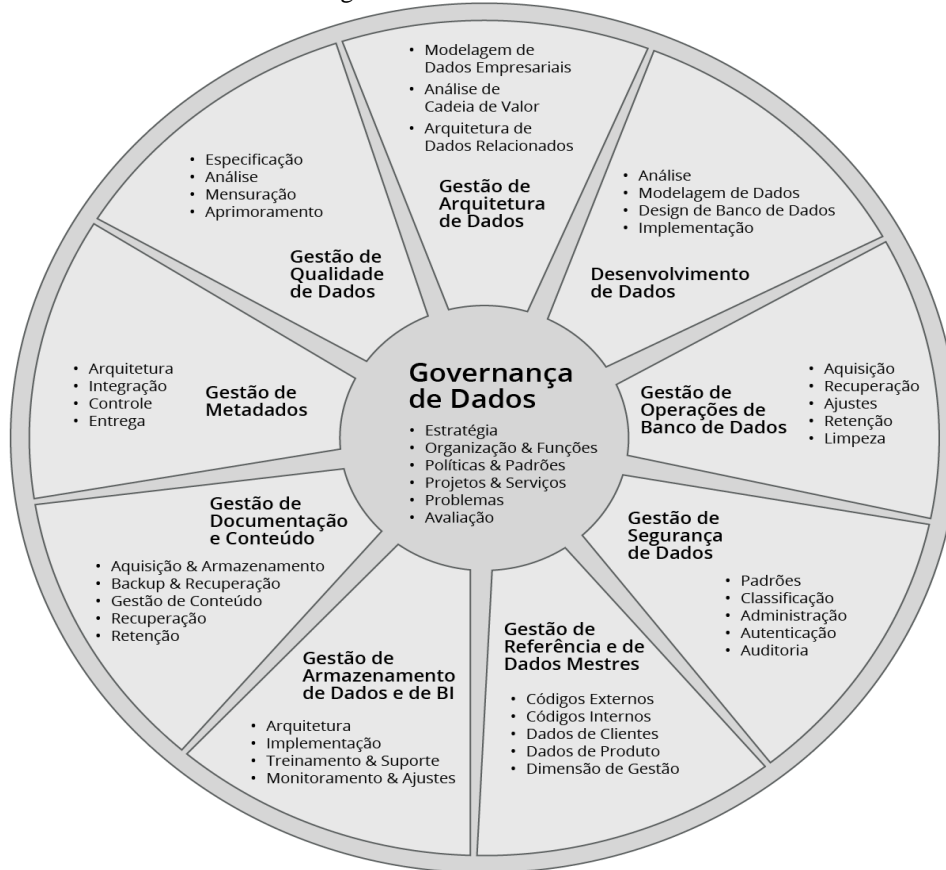 • Modelagem de
Dados Empresariais
• Análise de
Cadeia de Valor
• Arquitetura de
Dados Relacionados
Gestão de
Arquitetura
de Dados
• Análise
• Modelagem de Dados
• Design de Banco de Dados
• Implementação
Desenvolvimento
de Dados
• Aquisição
• Recuperação
• Ajustes
• Retenção
• Limpeza
Gestão de
Operações de
Banco de Dados
Gestão de
Segurança
de Dados
• Padrões
• Classificação
• Administração
• Autenticação
• Auditoria
Gestão de
Referência e de
Dados Mestres
• Códigos Externos
• Códigos Internos
• Dados de Clientes
• Dados de Produto
• Dimensão de Gestão
Gestão de
Armazenamento
de Dados e de BI
• Arquitetura
• Implementação
• Treinamento & Suporte
• Monitoramento & Ajustes
Gestão de
Documentação
e Conteúdo
• Aquisição & Armazenamento
• Backup & Recuperação
• Gestão de Conteúdo
• Recuperação
• Retenção
• Arquitetura
• Integração
• Controle
• Entrega
Gestão de
Metadados
• Especificação
• Análise
• Mensuração
• Aprimoramento
Gestão de
Qualidade
de Dados
Governança
de Dados
• Estratégia
• Organização & Funções
• Políticas & Padrões
• Projetos & Serviços
• Problemas
• Avaliação